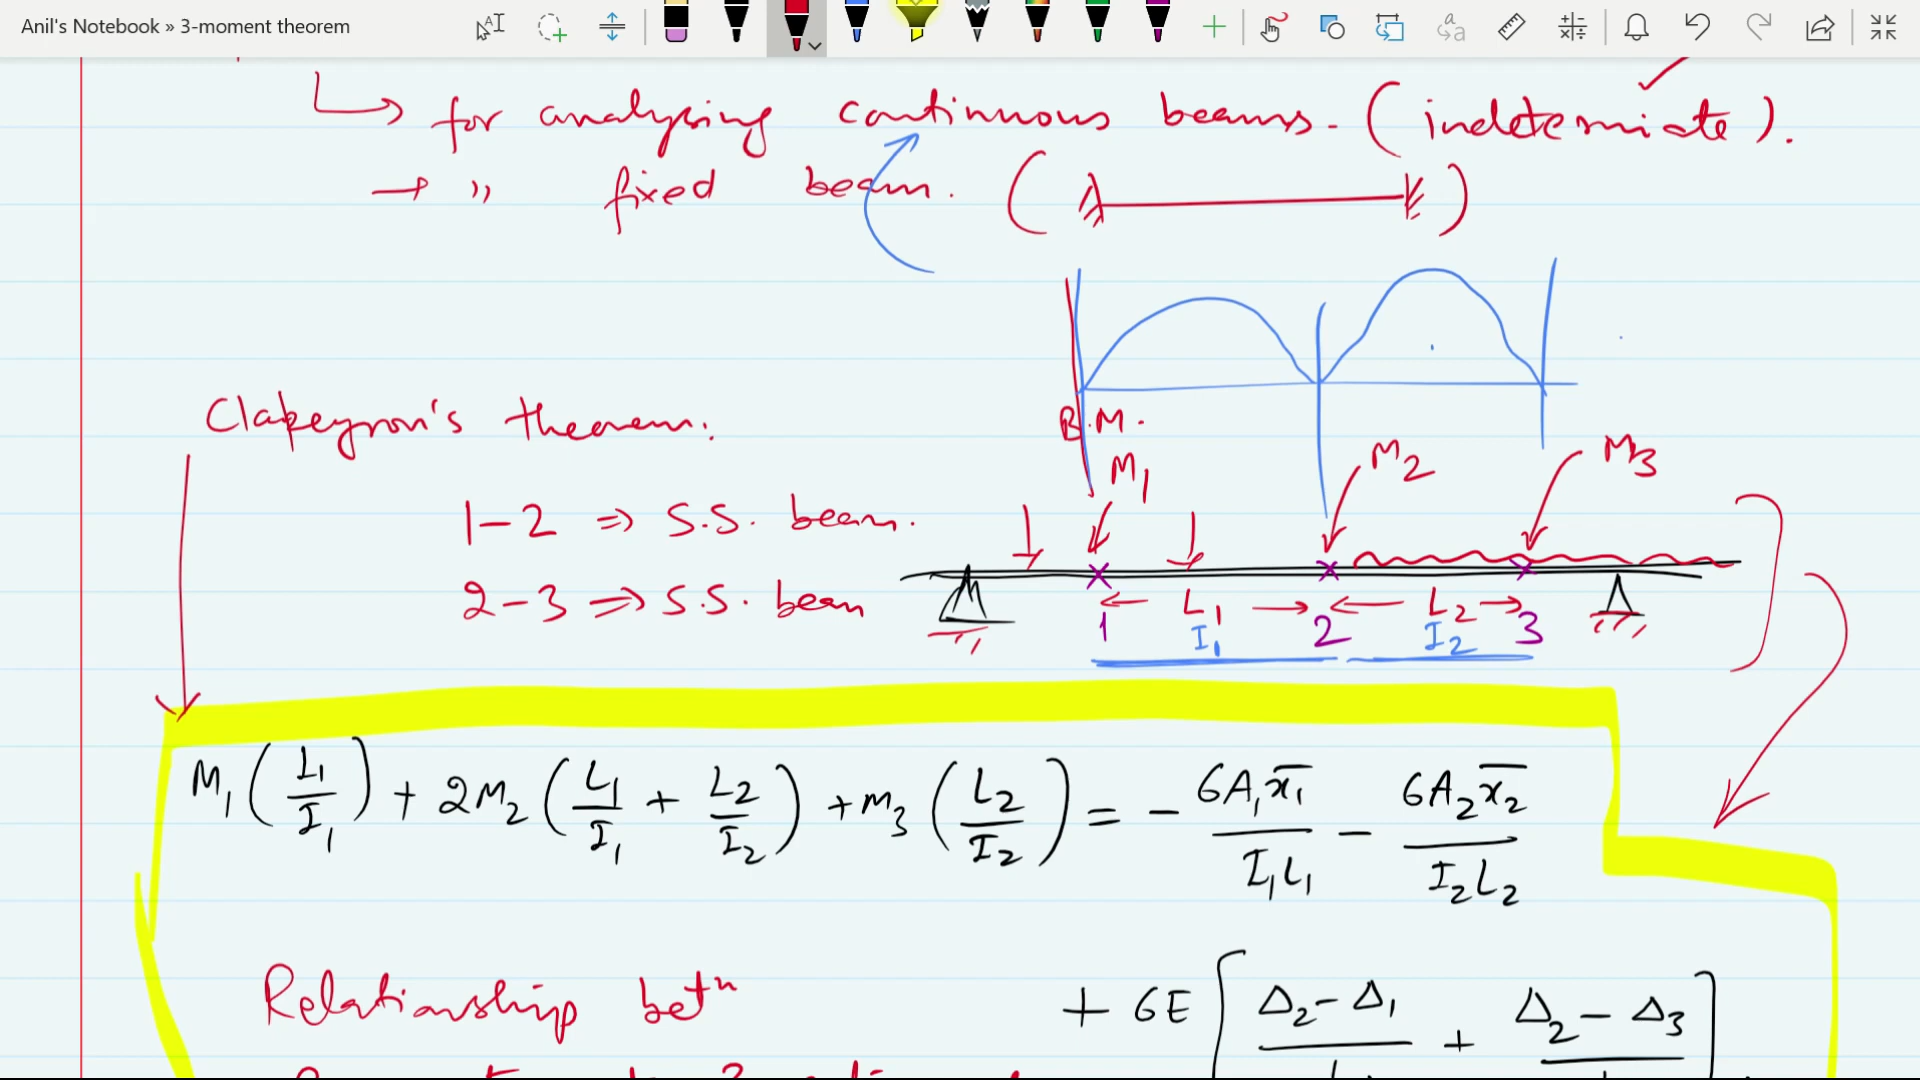 Anil's Notebook » 3-moment theorem
for analysing continuous beams. (indetermiate).
→ " fixed beam.
Clapeyron's theorem:
B.M.
M1
M2
M3
1-2 ⇒ S.S. beam.
2-3 ⇒ S.S. beam
L1
L2
1
I1
2
I2
3
M1 (L1/I1) + 2M2 (L1/I1 + L2/I2) + M3 (L2/I2) = - 6A1x̄1/I1L1 - 6A2x̄2/I2L2
Relationship betn
+ 6E [ Δ2 - Δ1 + Δ2 - Δ3 ]